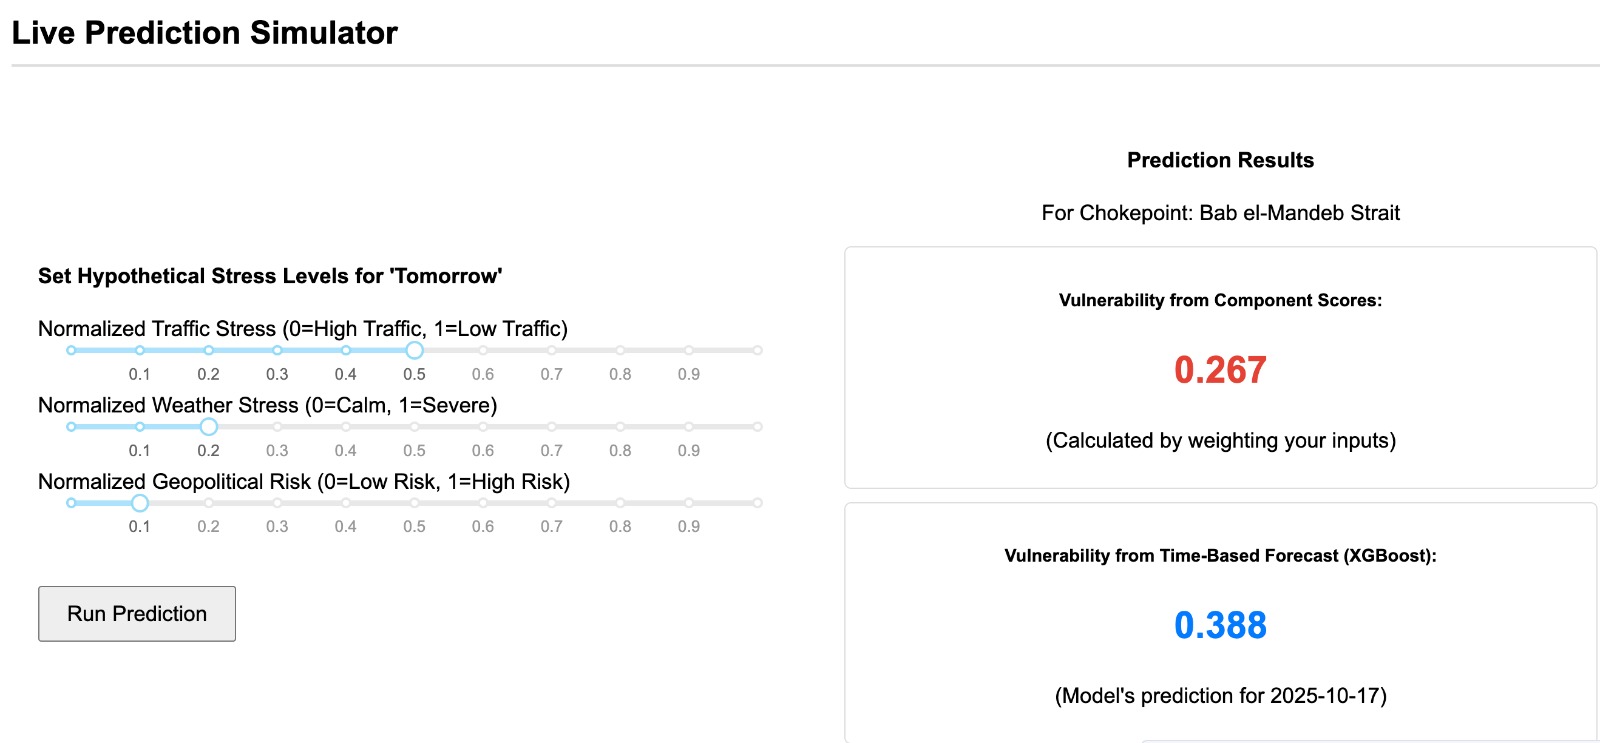 Live Prediction Simulator
Set Hypothetical Stress Levels for 'Tomorrow'
Normalized Traffic Stress (0=High Traffic, 1=Low Traffic)
0.1 0.2 0.3 0.4 0.5 0.6 0.7 0.8 0.9
Normalized Weather Stress (0=Calm, 1=Severe)
0.1 0.2 0.3 0.4 0.5 0.6 0.7 0.8 0.9
Normalized Geopolitical Risk (0=Low Risk, 1=High Risk)
0.1 0.2 0.3 0.4 0.5 0.6 0.7 0.8 0.9
Run Prediction
Prediction Results
For Chokepoint: Bab el-Mandeb Strait
Vulnerability from Component Scores:
0.267
(Calculated by weighting your inputs)
Vulnerability from Time-Based Forecast (XGBoost):
0.388
(Model's prediction for 2025-10-17)